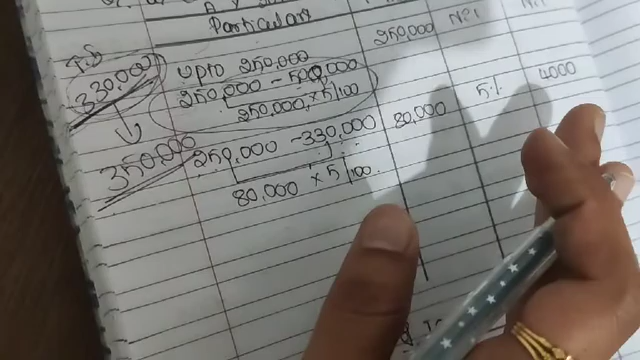 Particulars
T.I
330,000
350,000
upto 250,000 250,000 Nil Nil
250,000 - 500,000
250,000 × 5/100
250,000 - 330,000 80,000 5% 4000
80,000 × 5/100